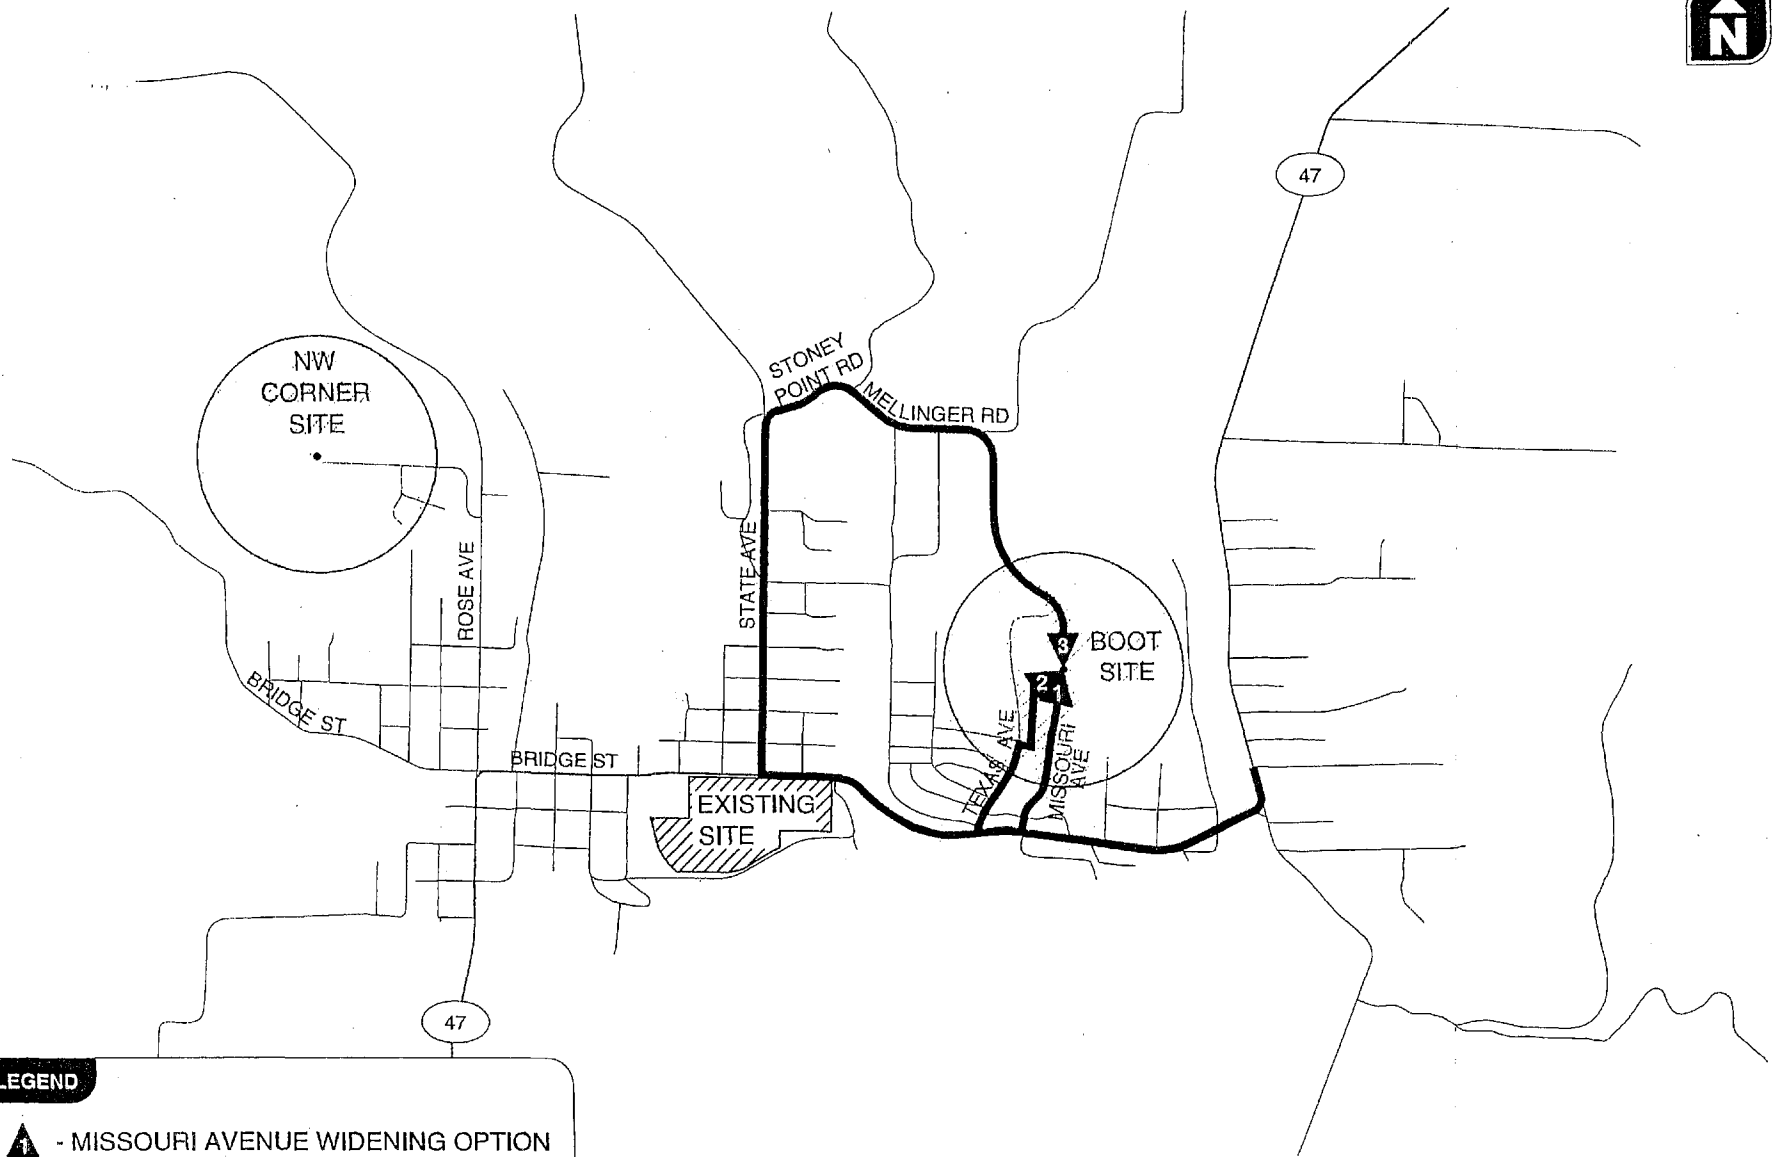 N
47
STONEY
POINT RD
MELLINGER RD
NW
CORNER
SITE
STATE AVE
ROSE AVE
3
BOOT
SITE
2
1
BRIDGE ST
BRIDGE ST
TEXAS AVE
MISSOURI
AVE
EXISTING
SITE
47
LEGEND
1 - MISSOURI AVENUE WIDENING OPTION